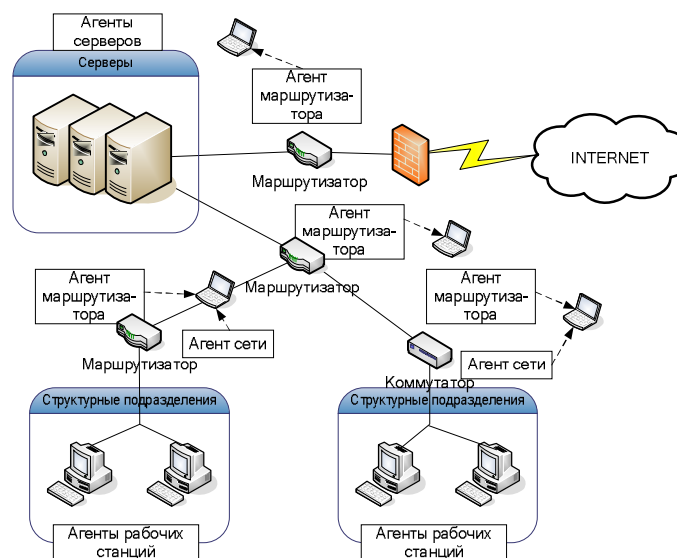 Агенты
серверов
Серверы
Агент
маршрутиза-
тора
Маршрутизатор
INTERNET
Агент
маршрутиза-
тора
Маршрутизатор
Агент
маршрутиза-
тора
Агент
маршрутиза-
тора
Маршрутизатор
Агент сети
Коммутатор
Агент сети
Структурные подразделения
Структурные подразделения
Агенты рабочих
станций
Агенты рабочих
станций